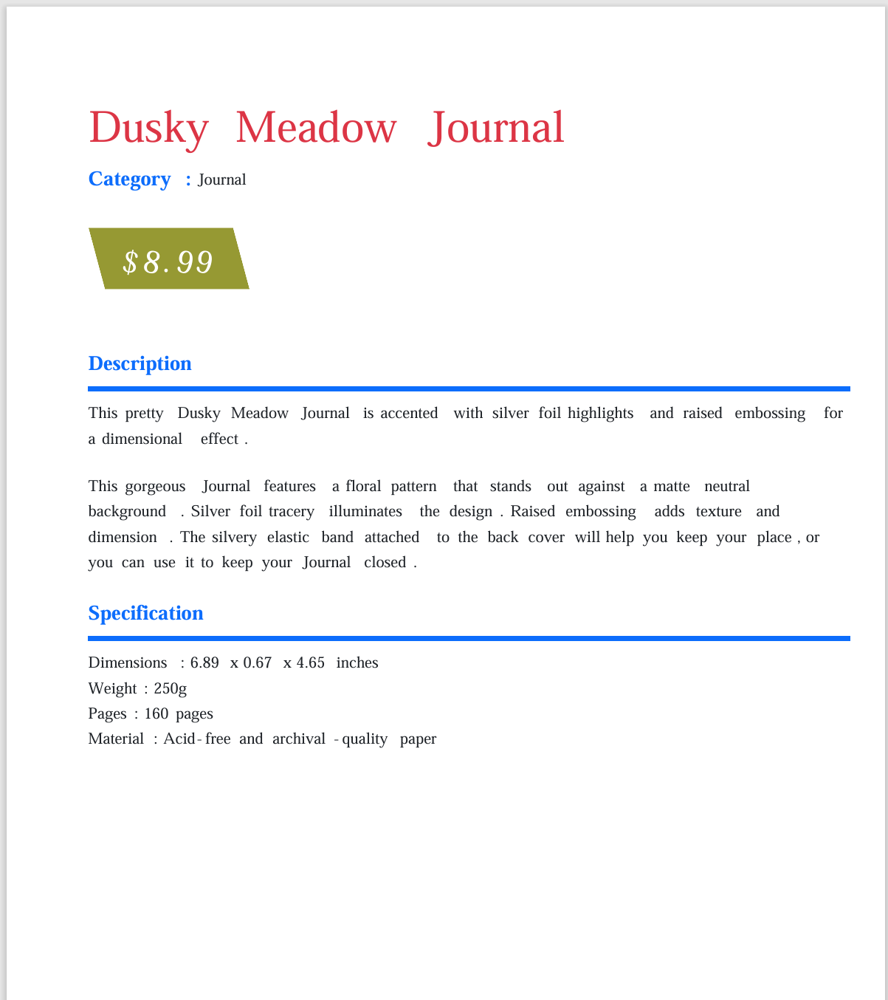 Dusky Meadow Journal
Category : Journal
$8.99
Description
This pretty Dusky Meadow Journal is accented with silver foil highlights and raised embossing for
a dimensional effect .
This gorgeous Journal features a floral pattern that stands out against a matte neutral
background . Silver foil tracery illuminates the design . Raised embossing adds texture and
dimension . The silvery elastic band attached to the back cover will help you keep your place , or
you can use it to keep your Journal closed .
Specification
Dimensions : 6.89 x 0.67 x 4.65 inches
Weight : 250g
Pages : 160 pages
Material : Acid-free and archival -quality paper